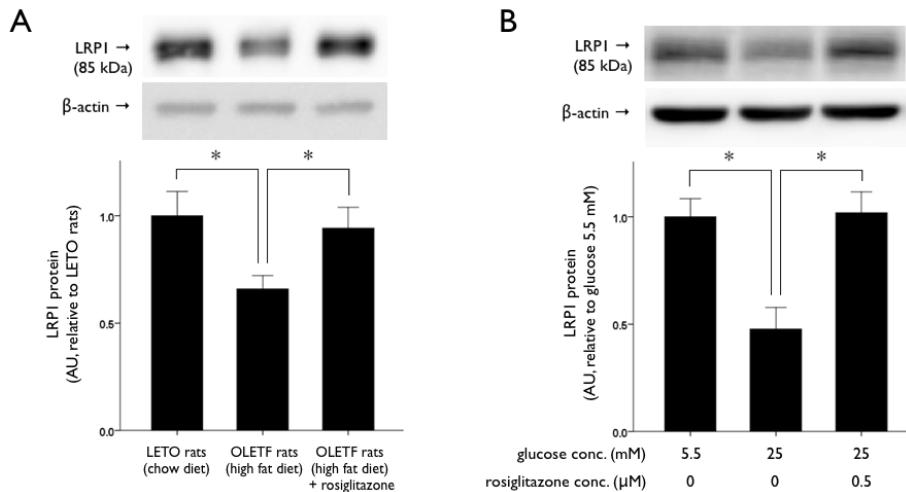 A
LRP1 →
(85 kDa)
β-actin →
* *
LRP1 protein
(AU, relative to LETO rats)
1.0
0.5
0.0
LETO rats
(chow diet)
OLETF rats
(high fat diet)
OLETF rats
(high fat diet)
+ rosiglitazone
B
LRP1 →
(85 kDa)
β-actin →
* *
LRP1 protein
(AU, relative to glucose 5.5 mM)
1.0
0.5
0.0
glucose conc. (mM) 5.5 25 25
rosiglitazone conc. (μM) 0 0 0.5